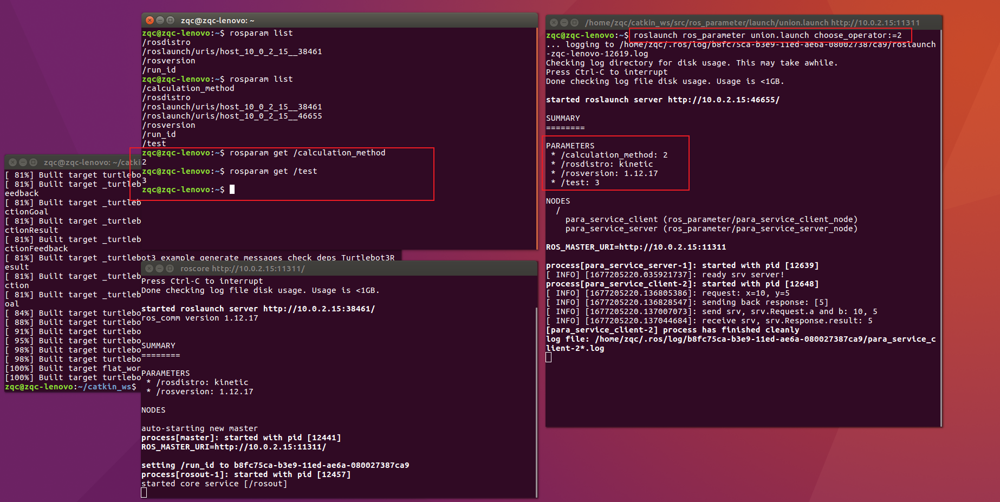 zqc@zqc-lenovo: ~
zqc@zqc-lenovo:~$ rosparam list
/rosdistro
/roslaunch/uris/host_10_0_2_15__38461
/rosversion
/run_id
zqc@zqc-lenovo:~$ rosparam list
/calculation_method
/rosdistro
/roslaunch/uris/host_10_0_2_15__38461
/roslaunch/uris/host_10_0_2_15__46655
/rosversion
/run_id
/test
zqc@zqc-lenovo:~$ rosparam get /calculation_method
2
zqc@zqc-lenovo:~$ rosparam get /test
3
zqc@zqc-lenovo:~$
zqc@zqc-lenovo: ~/catki
[ 81%] Built target turtlebo
[ 81%] Built target _turtleb
eedback
[ 81%] Built target _turtleb
ctionGoal
[ 81%] Built target _turtleb
ctionResult
[ 81%] Built target _turtleb
ctionFeedback
[ 81%] Built target _turtlebot3_example_generate_messages_check_deps_Turtlebot3R
esult
[ 81%] Built target _turtleb
ction
[ 81%] Built target _turtleb
oal
[ 84%] Built target turtlebo
[ 88%] Built target turtlebo
[ 91%] Built target turtlebo
[ 95%] Built target turtlebo
[ 98%] Built target turtlebo
[ 98%] Built target turtlebo
[100%] Built target flat_wor
[100%] Built target turtlebo
zqc@zqc-lenovo:~/catkin_ws$
roscore http://10.0.2.15:11311/
Press Ctrl-C to interrupt
Done checking log file disk usage. Usage is <1GB.
started roslaunch server http://10.0.2.15:38461/
ros_comm version 1.12.17
SUMMARY
========
PARAMETERS
* /rosdistro: kinetic
* /rosversion: 1.12.17
NODES
auto-starting new master
process[master]: started with pid [12441]
ROS_MASTER_URI=http://10.0.2.15:11311/
setting /run_id to b8fc75ca-b3e9-11ed-ae6a-080027387ca9
process[rosout-1]: started with pid [12457]
started core service [/rosout]
/home/zqc/catkin_ws/src/ros_parameter/launch/union.launch http://10.0.2.15:11311
zqc@zqc-lenovo:~$ roslaunch ros_parameter union.launch choose_operator:=2
... logging to /home/zqc/.ros/log/b8fc75ca-b3e9-11ed-ae6a-080027387ca9/roslaunch
-zqc-lenovo-12619.log
Checking log directory for disk usage. This may take awhile.
Press Ctrl-C to interrupt
Done checking log file disk usage. Usage is <1GB.
started roslaunch server http://10.0.2.15:46655/
SUMMARY
========
PARAMETERS
* /calculation_method: 2
* /rosdistro: kinetic
* /rosversion: 1.12.17
* /test: 3
NODES
/
para_service_client (ros_parameter/para_service_client_node)
para_service_server (ros_parameter/para_service_server_node)
ROS_MASTER_URI=http://10.0.2.15:11311
process[para_service_server-1]: started with pid [12639]
[ INFO] [1677205220.035921737]: ready srv server!
process[para_service_client-2]: started with pid [12648]
[ INFO] [1677205220.136805386]: request: x=10, y=5
[ INFO] [1677205220.136828547]: sending back response: [5]
[ INFO] [1677205220.137007073]: send srv, srv.Request.a and b: 10, 5
[ INFO] [1677205220.137044684]: receive srv, srv.Response.result: 5
[para_service_client-2] process has finished cleanly
log file: /home/zqc/.ros/log/b8fc75ca-b3e9-11ed-ae6a-080027387ca9/para_service_c
lient-2*.log